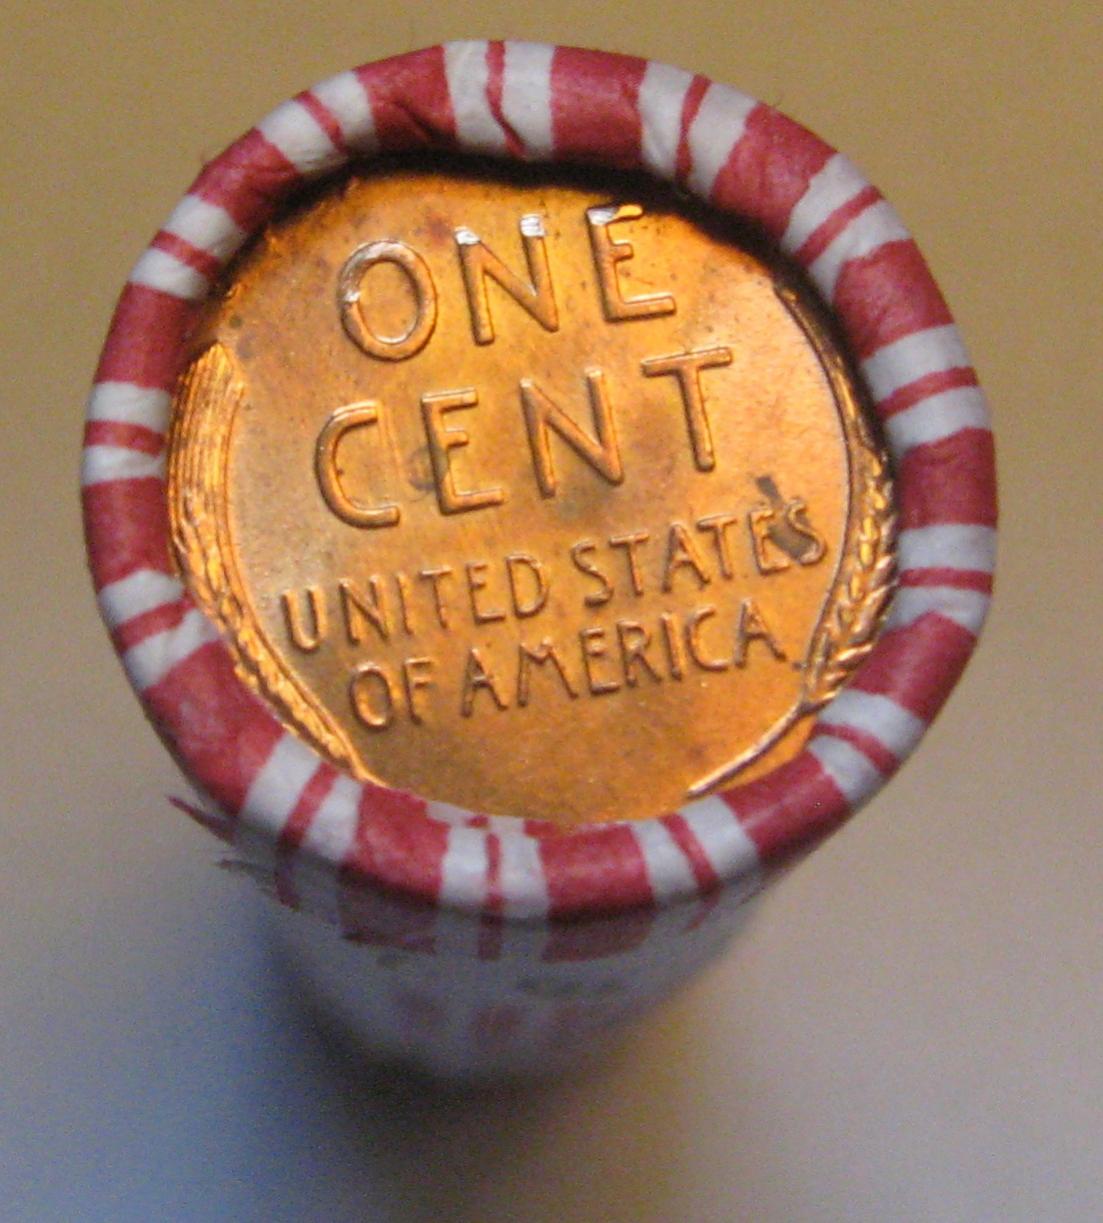 ONE
CENT
UNITED STATES
OF AMERICA